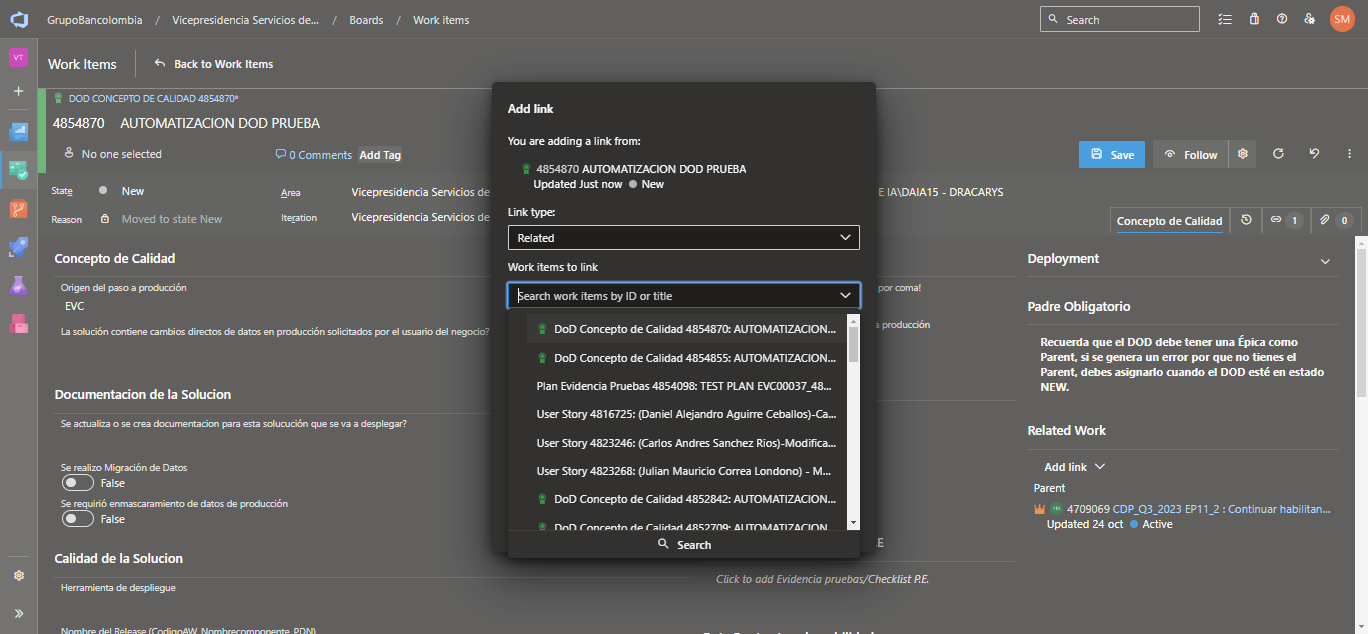 GrupoBancolombia / Vicepresidencia Servicios de... / Boards / Work items
Search
SM
VT
Work Items
Back to Work Items
DOD CONCEPTO DE CALIDAD 4854870*
4854870 AUTOMATIZACION DOD PRUEBA
No one selected
0 Comments
Add Tag
Save
Follow
State
New
Area
Vicepresidencia Servicios de
E IA\DAIA15 - DRACARYS
Reason
Moved to state New
Iteration
Vicepresidencia Servicios de
Concepto de Calidad
1
0
Concepto de Calidad
Origen del paso a producción
EVC
La solución contiene cambios directos de datos en producción solicitados por el usuario del negocio?
Documentacion de la Solucion
Se actualiza o se crea documentacion para esta solucución que se va a desplegar?
Se realizo Migración de Datos
False
Se requirió enmascaramiento de datos de producción
False
Calidad de la Solucion
Herramienta de despliegue
Nombre del Release (CodigoAW_Nombrecomponente_PDN)
Add link
You are adding a link from:
4854870 AUTOMATIZACION DOD PRUEBA
Updated Just now New
Link type:
Related
Work items to link
Search work items by ID or title
DoD Concepto de Calidad 4854870: AUTOMATIZACION...
DoD Concepto de Calidad 4854855: AUTOMATIZACION...
Plan Evidencia Pruebas 4854098: TEST PLAN EVC00037_48...
User Story 4816725: (Daniel Alejandro Aguirre Ceballos)-Ca...
User Story 4823246: (Carlos Andres Sanchez Rios)-Modifica...
User Story 4823268: (Julian Mauricio Correa Londono) - M...
DoD Concepto de Calidad 4852842: AUTOMATIZACION...
DoD Concepto de Calidad 4852709: AUTOMATIZACION
Search
por coma!
a producción
E
Click to add Evidencia pruebas/Checklist P.E.
Deployment
Padre Obligatorio
Recuerda que el DOD debe tener una Épica como
Parent, si se genera un error por que no tienes el
Parent, debes asignarlo cuando el DOD esté en estado
NEW.
Related Work
Add link
Parent
4709069 CDP_Q3_2023 EP11_2 : Continuar habilitan...
Updated 24 oct Active